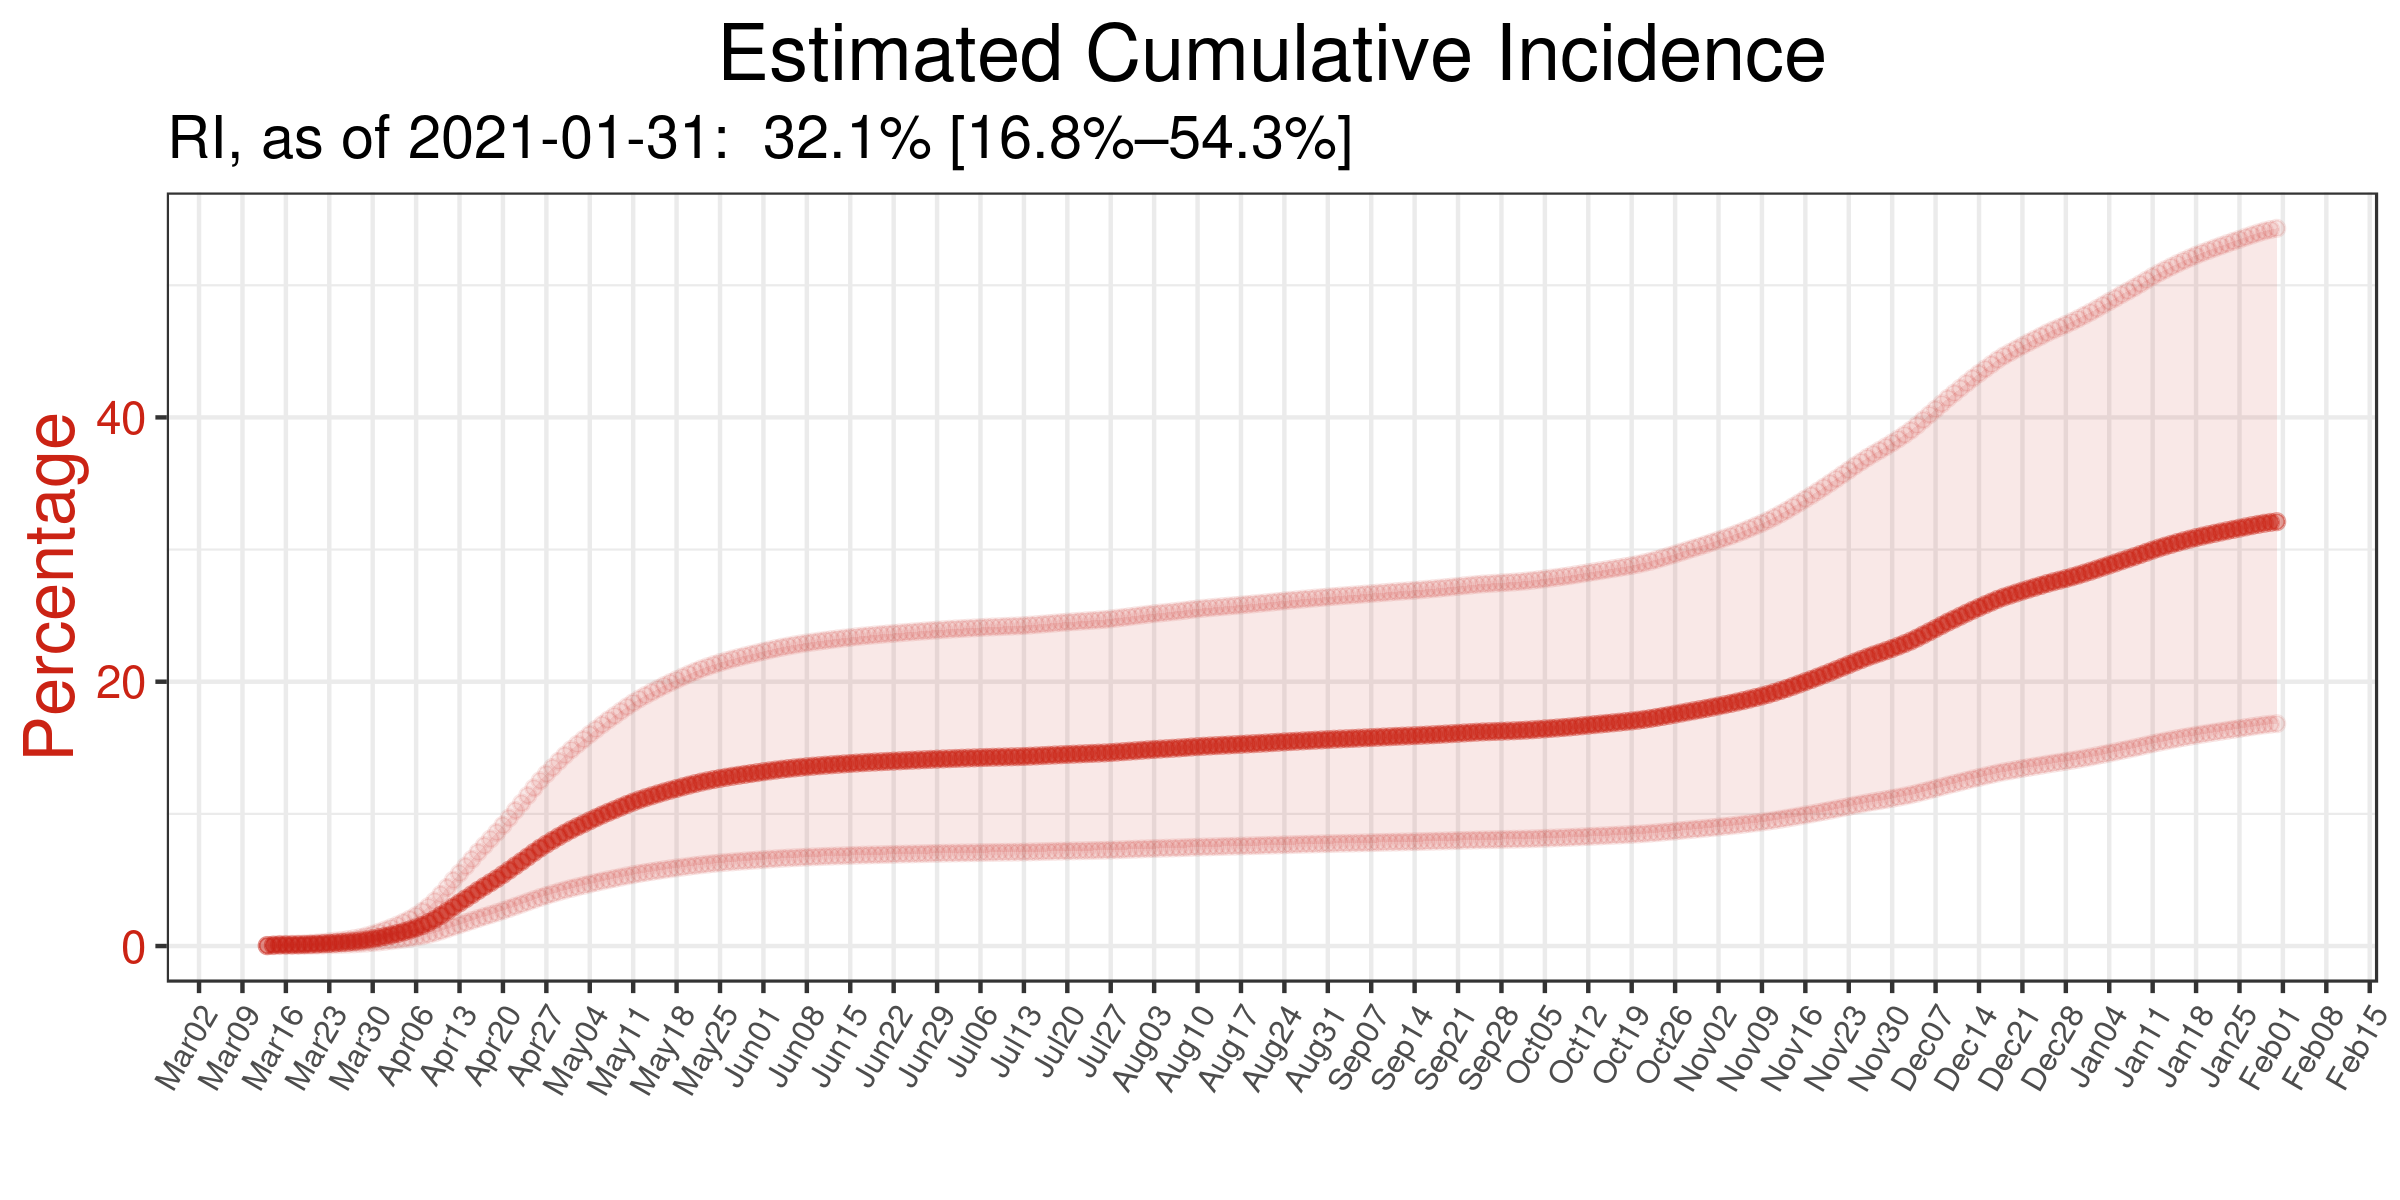 Estimated Cumulative Incidence
RI, as of 2021-01-31:  32.1% [16.8%–54.3%]
Percentage
40
20
0
Mar02 Mar09 Mar16 Mar23 Mar30 Apr06 Apr13 Apr20 Apr27 May04 May11 May18 May25 Jun01 Jun08 Jun15 Jun22 Jun29 Jul06 Jul13 Jul20 Jul27 Aug03 Aug10 Aug17 Aug24 Aug31 Sep07 Sep14 Sep21 Sep28 Oct05 Oct12 Oct19 Oct26 Nov02 Nov09 Nov16 Nov23 Nov30 Dec07 Dec14 Dec21 Dec28 Jan04 Jan11 Jan18 Jan25 Feb01 Feb08 Feb15